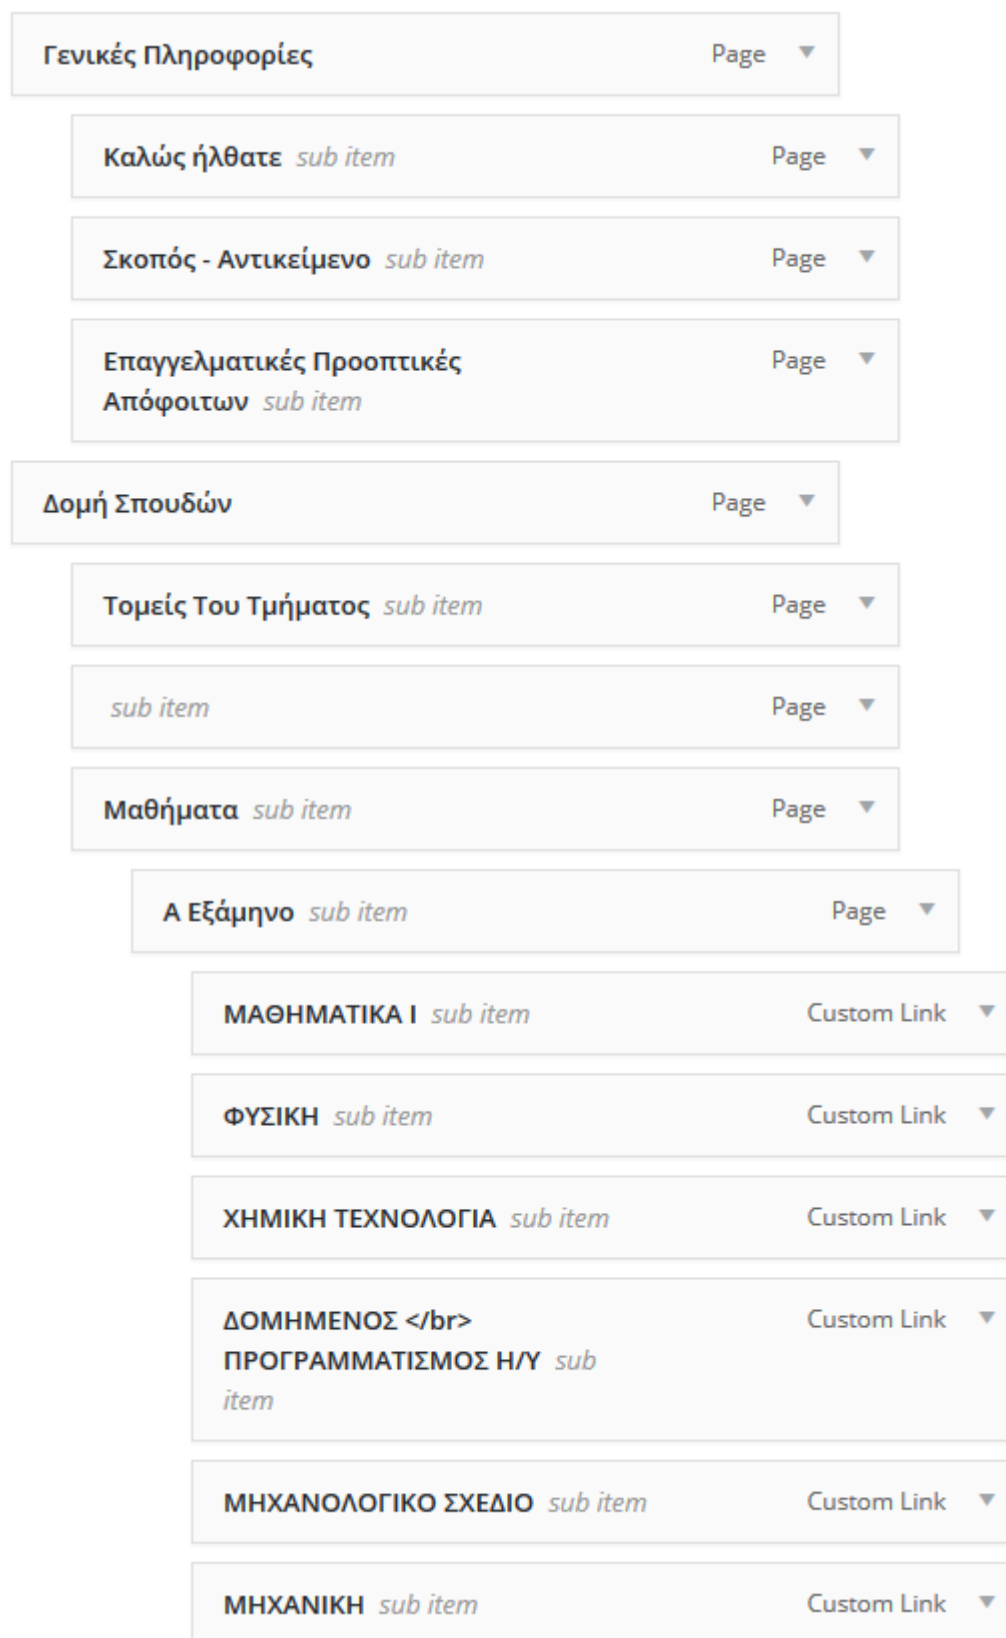 Γενικές Πληροφορίες Page
Καλώς ήλθατε sub item Page
Σκοπός - Αντικείμενο sub item Page
Επαγγελματικές Προοπτικές Page
Απόφοιτων sub item
Δομή Σπουδών Page
Τομείς Του Τμήματος sub item Page
sub item Page
Μαθήματα sub item Page
Α Εξάμηνο sub item Page
ΜΑΘΗΜΑΤΙΚΑ Ι sub item Custom Link
ΦΥΣΙΚΗ sub item Custom Link
ΧΗΜΙΚΗ ΤΕΧΝΟΛΟΓΙΑ sub item Custom Link
ΔΟΜΗΜΕΝΟΣ </br> Custom Link
ΠΡΟΓΡΑΜΜΑΤΙΣΜΟΣ Η/Υ sub
item
ΜΗΧΑΝΟΛΟΓΙΚΟ ΣΧΕΔΙΟ sub item Custom Link
ΜΗΧΑΝΙΚΗ sub item Custom Link